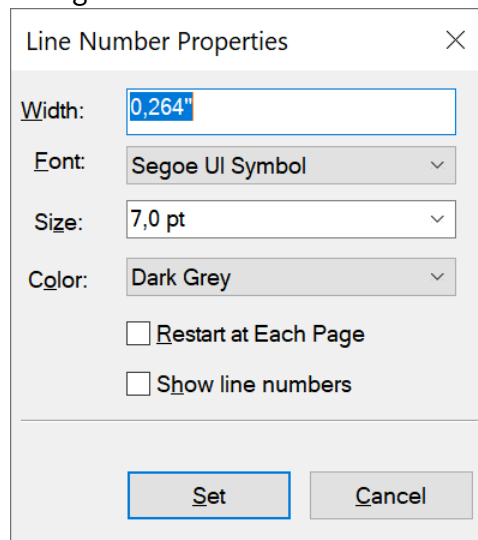 Line Number Properties
Width: 0,264"
Font: Segoe UI Symbol
Size: 7,0 pt
Color: Dark Grey
Restart at Each Page
Show line numbers
Set Cancel